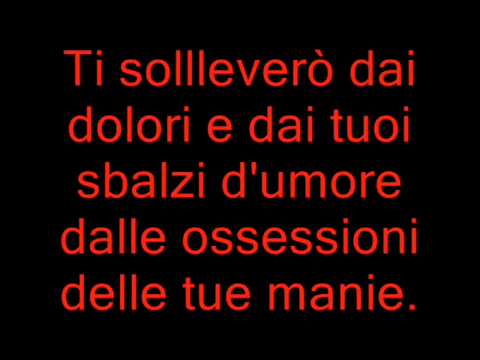 Ti sollleverò dai
dolori e dai tuoi
sbalzi d'umore
dalle ossessioni
delle tue manie.